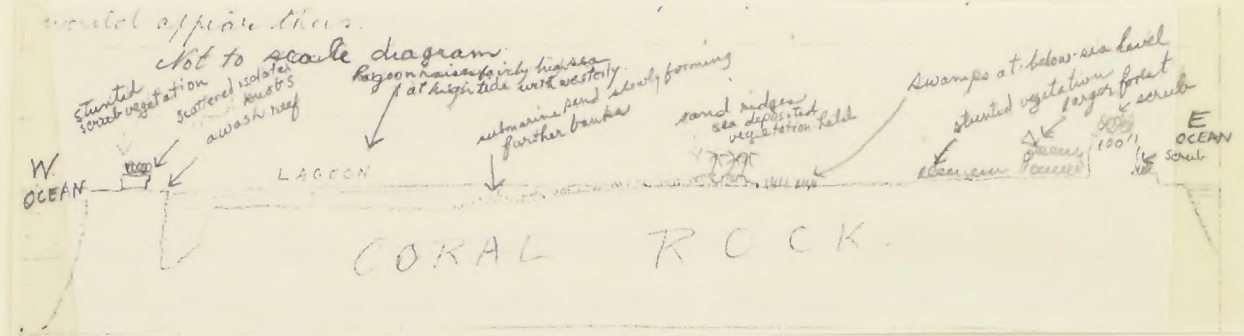 would appear thus.
Not to scale diagram.
stunted
scrub vegetation
scattered isolated
knobs
awash reef
Lagoon raises fairly high sea
at high tide with westerly.
submarine sand slowly forming
further banks
sand ridges
sea deposited
vegetation held
swamps at-below-sea level
stunted vegetation
larger forest
scrub
100'
W.
OCEAN
LAGOON
E
OCEAN
scrub
CORAL ROCK.